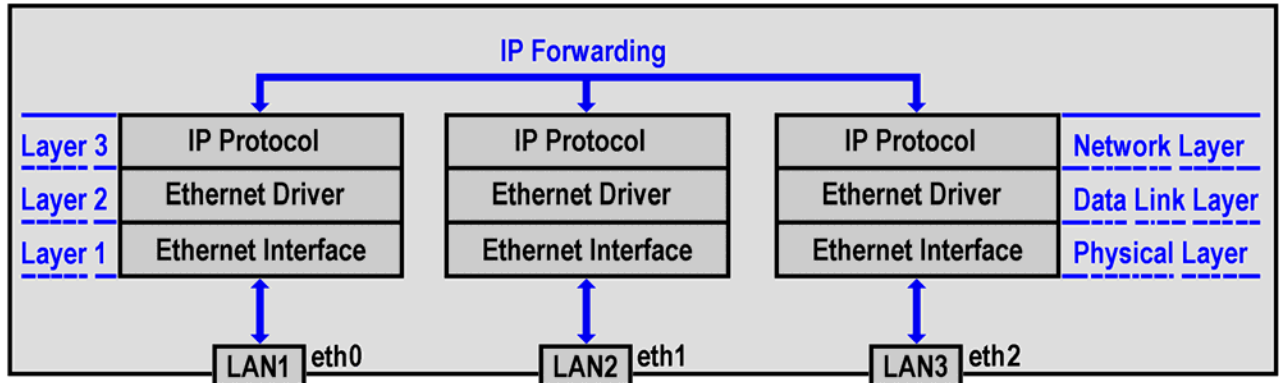 IP Forwarding
Layer 3 IP Protocol IP Protocol IP Protocol Network Layer
Layer 2 Ethernet Driver Ethernet Driver Ethernet Driver Data Link Layer
Layer 1 Ethernet Interface Ethernet Interface Ethernet Interface Physical Layer
LAN1 eth0 LAN2 eth1 LAN3 eth2